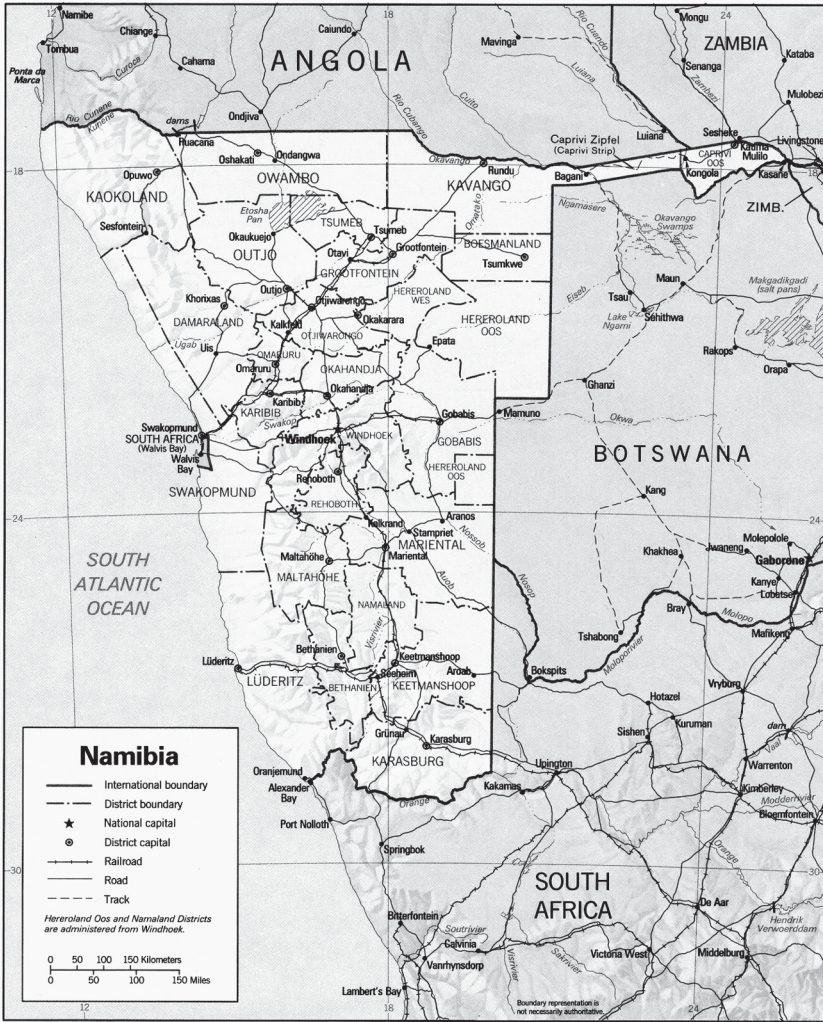 12
18
24
Namibe
Chiange
Caiundo
Mavinga
Rio Cuando
Mongu
Tombua
Cahama
ANGOLA
ZAMBIA
Kataba
Ponta da
Marca
Curoca
Senanga
Luiana
Zambezi
Cuito
Mulobezi
Ondjiva
Rio Cubango
Rio Cunene
Kunene
dams
Luiana
Sesheke
Ruacana
Caprivi Zipfel
(Caprivi Strip)
Katima
Mulilo
Livingstone
Oshakati
Ondangwa
Okavango
CAPRIVI
OOS
18
Opuwo
OWAMBO
Rundu
Bagani
Kongola
Kasane
18
KAOKOLAND
KAVANGO
ZIMB.
Etosha
Pan
Omarako
Ngamasere
Okavango
Swamps
Sesfontein
TSUMEB
Okaukuejo
Tsumeb
OUTJO
Otavi
Grootfontein
BOESMANLAND
Tsumkwe
GROOTFONTEIN
Maun
Makgadikgadi
(salt pans)
Outjo
HEREROLAND
WES
Eiseb
Khorixas
Otjiwarongo
Tsau
DAMARALAND
Kalkfeld
Okakarara
HEREROLAND
OOS
Lake
Ngami
Sehithwa
OTJIWARONGO
Ugab
Uis
Epata
Rakops
OMARURU
Omaruru
OKAHANDJA
Orapa
Okahandja
Ghanzi
Karibib
KARIBIB
Swakop
Gobabis
Mamuno
Okwa
Swakopmund
SOUTH AFRICA
(Walvis Bay)
Walvis
Bay
Windhoek
WINDHOEK
GOBABIS
BOTSWANA
Rehoboth
HEREROLAND
OOS
SWAKOPMUND
Kang
REHOBOTH
24
Kalkrand
Aranos
24
Stampriet
Nossob
Molepolole
SOUTH
ATLANTIC
OCEAN
Maltahöhe
Mariental
MARIENTAL
Khakhea
Jwaneng
Gaborone
MALTAHÖHE
Auob
Nosop
Kanye
Lobatse
NAMALAND
Bray
Molopo
Visrivier
Tshabong
Moloporivier
Mafikeng
Bethanien
Lüderitz
Keetmanshoop
Seeheim
Aroab
Bokspits
LÜDERITZ
BETHANIEN
KEETMANSHOOP
Vryburg
Hotazel
Kuruman
Grünau
Karasburg
Sishen
dam
Vaal
KARASBURG
Oranjemund
Alexander
Bay
Upington
Warrenton
Kakamas
Kimberley
Orange
Modderrivier
Port Nolloth
Bloemfontein
Springbok
Orange
30
30
SOUTH
AFRICA
De Aar
Bitterfontein
Hendrik
Verwoerddam
Soutrivier
Calvinia
Victoria West
Middelburg
Vanrhynsdorp
Visrivier
Sakrivier
Lambert's Bay
Boundary representation is
not necessarily authoritative.
12
18
24
Namibia
International boundary
District boundary
National capital
District capital
Railroad
Road
Track
Hereroland Oos and Namaland Districts
are administered from Windhoek.
0 50 100 150 Kilometers
0 50 100 150 Miles